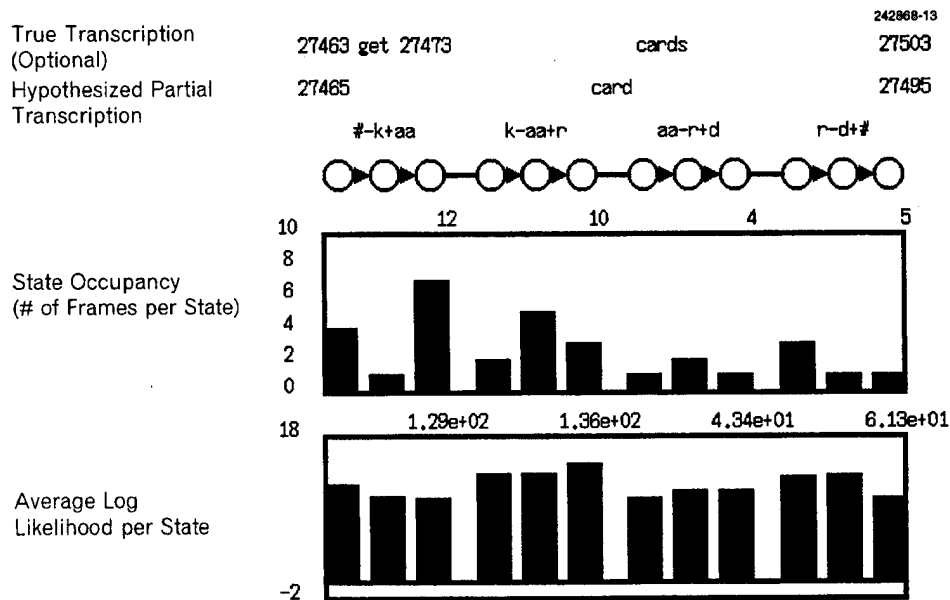 242868-13
True Transcription
(Optional)
27463 get 27473 cards 27503
Hypothesized Partial
Transcription
27465 card 27495
#-k+aa k-aa+r aa-r+d r-d+#
12 10 4 5
10
8
6
4
2
0
State Occupancy
(# of Frames per State)
1.29e+02 1.36e+02 4.34e+01 6.13e+01
18
Average Log
Likelihood per State
-2